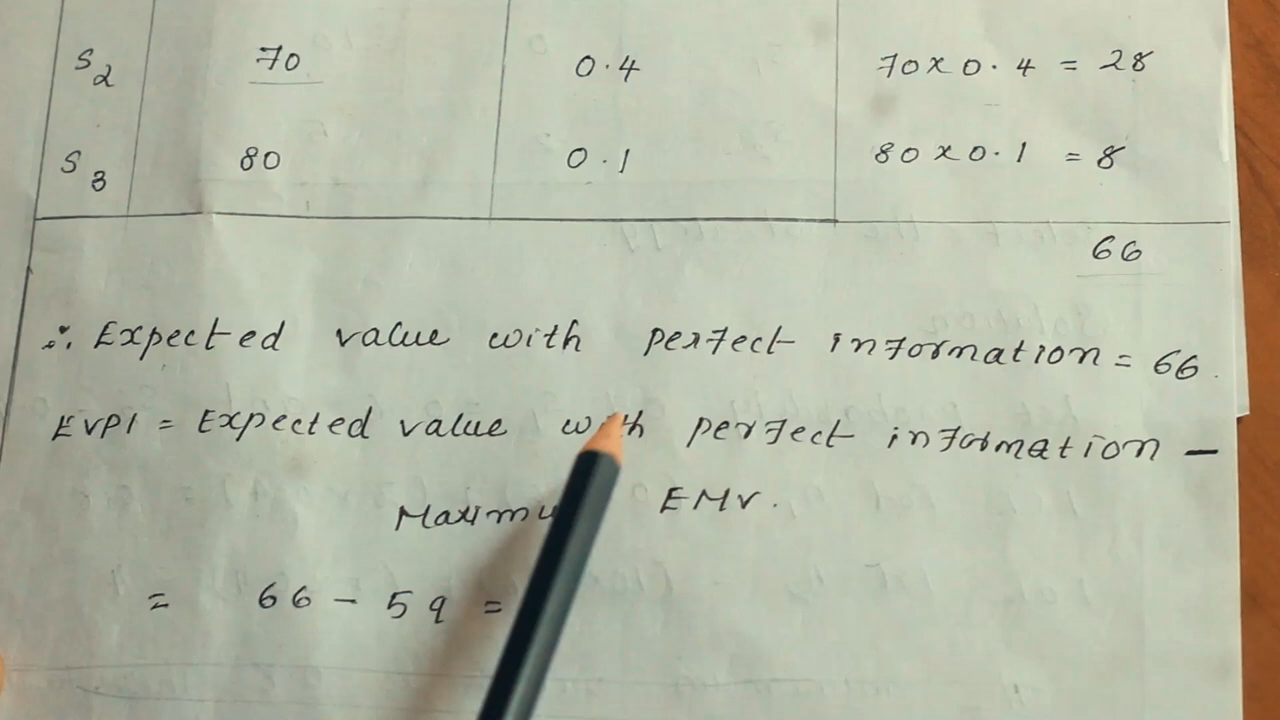 S2 70 0.4 70x0.4 = 28
S3 80 0.1 80x0.1 = 8
66
∴ Expected value with perfect information = 66.
EVPI = Expected value with perfect information -
EMV.
= 66 - 59 =